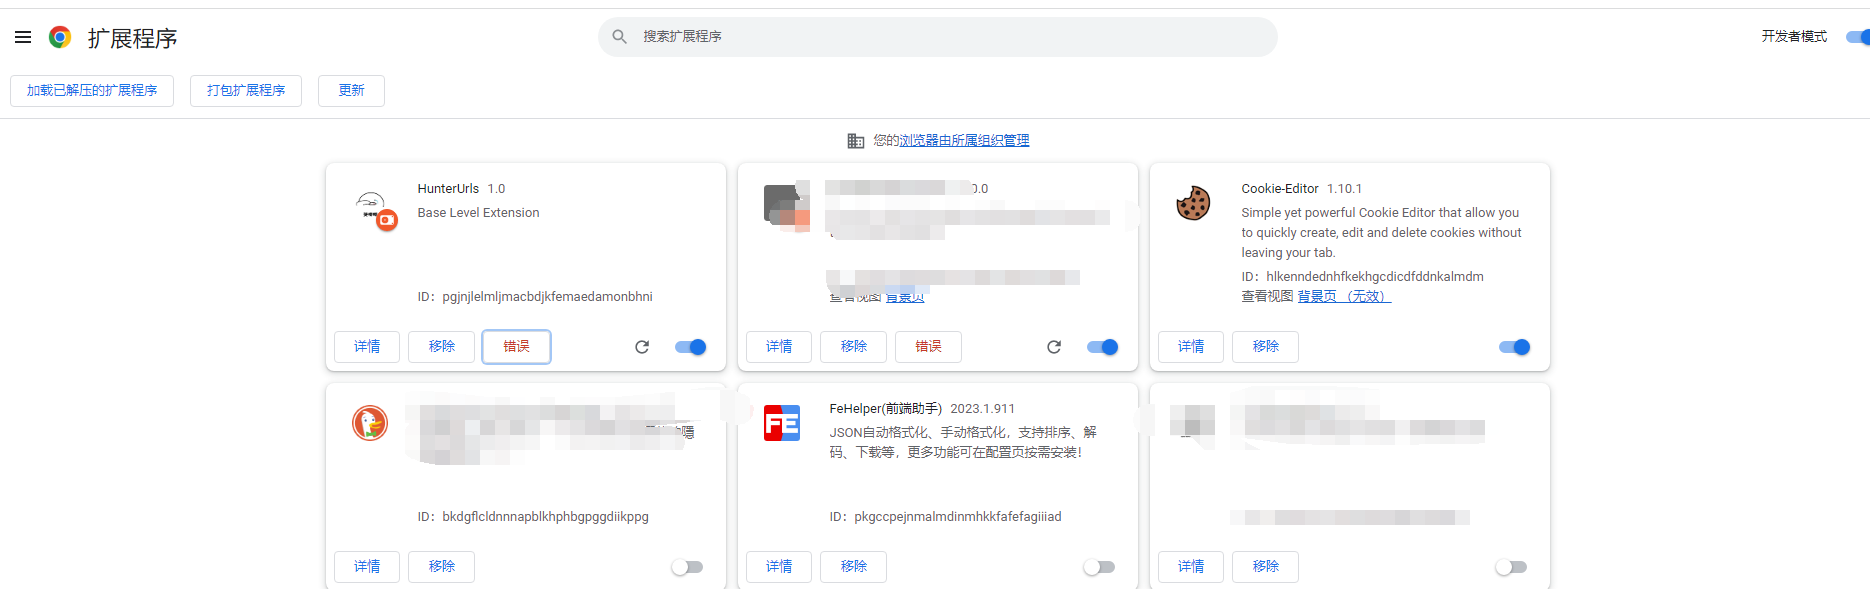 扩展程序
搜索扩展程序
开发者模式
加载已解压的扩展程序
打包扩展程序
更新
您的浏览器由所属组织管理
HunterUrls 1.0
Base Level Extension
ID: pgjnjlelmljmacbdjkfemaedamonbhni
详情
移除
错误
0.0
查看视图 背景页
详情
移除
错误
Cookie-Editor 1.10.1
Simple yet powerful Cookie Editor that allow you
to quickly create, edit and delete cookies without
leaving your tab.
ID: hlkenndednhfkekhgcdicdfddnkalmdm
查看视图 背景页 （无效）
详情
移除
隐
ID: bkdgflcldnnnapblkhphbgpggdiikppg
详情
移除
FE
FeHelper(前端助手) 2023.1.911
JSON自动格式化、手动格式化，支持排序、解
码、下载等，更多功能可在配置页按需安装！
ID: pkgccpejnmalmdinmhkkfafefagiiiad
详情
移除
详情
移除